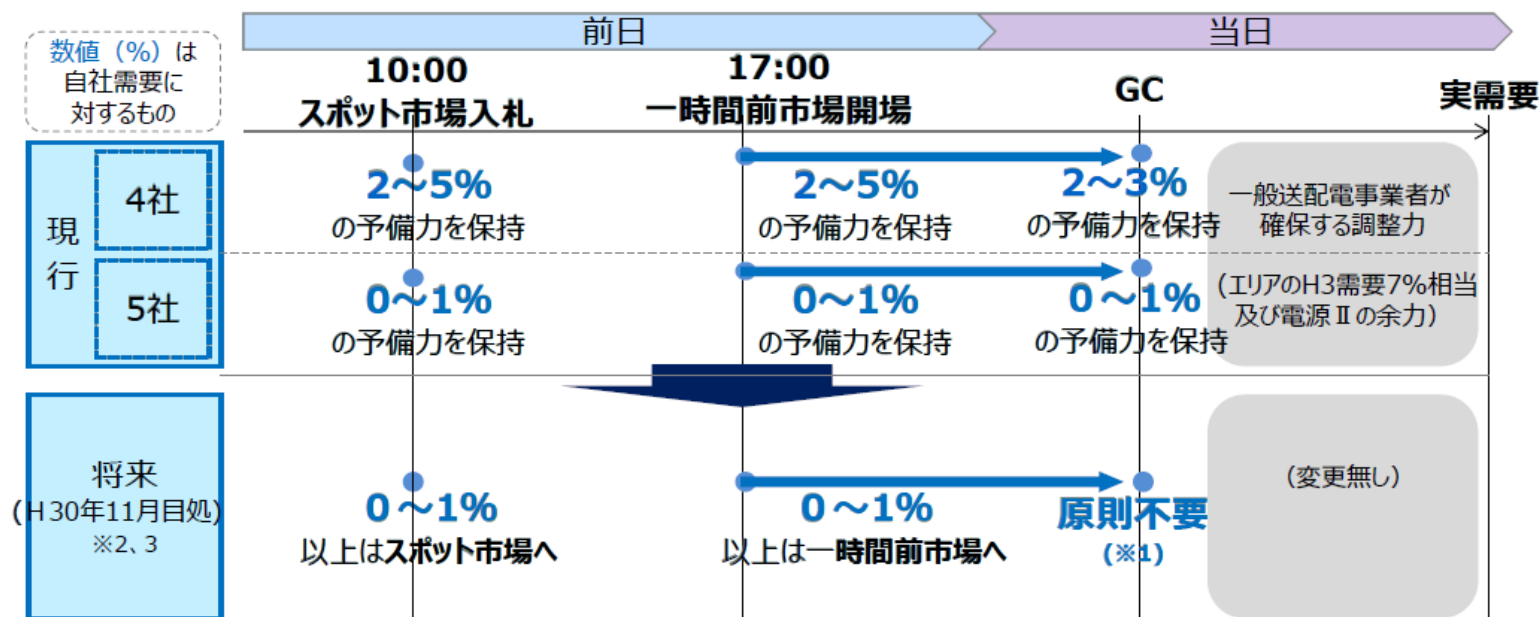 前日
当日
数値（%）は
自社需要に
対するもの
10:00
スポット市場入札
17:00
一時間前市場開場
GC
実需要
現行
4社
2～5%
の予備力を保持
2～5%
の予備力を保持
2～3%
の予備力を保持
一般送配電事業者が
確保する調整力
(エリアのH3需要7%相当
及び電源Ⅱの余力)
5社
0～1%
の予備力を保持
0～1%
の予備力を保持
0～1%
の予備力を保持
将来
(H30年11月目処)
※2、3
0～1%
以上はスポット市場へ
0～1%
以上は一時間前市場へ
原則不要
(※1)
(変更無し)